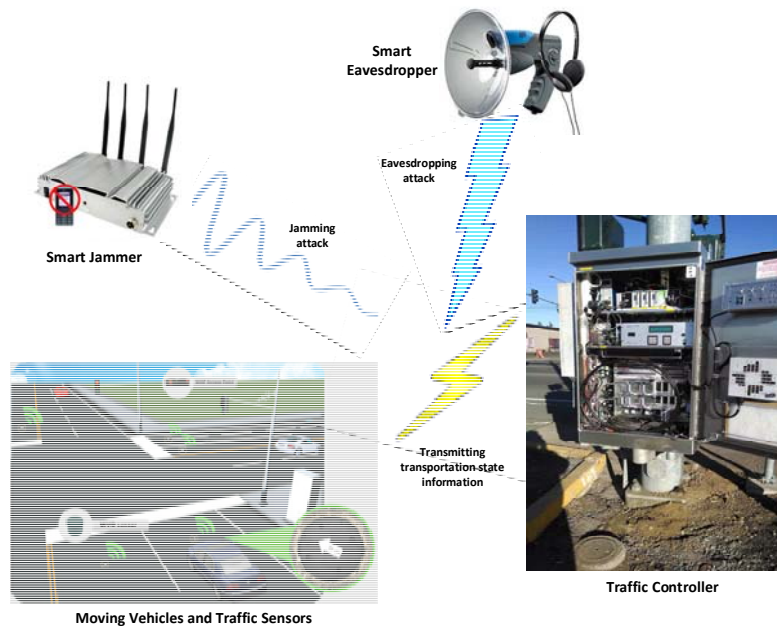 Smart
Eavesdropper
Eavesdropping
attack
Jamming
attack
Smart Jammer
Transmitting
transportation state
information
Traffic Controller
Moving Vehicles and Traffic Sensors